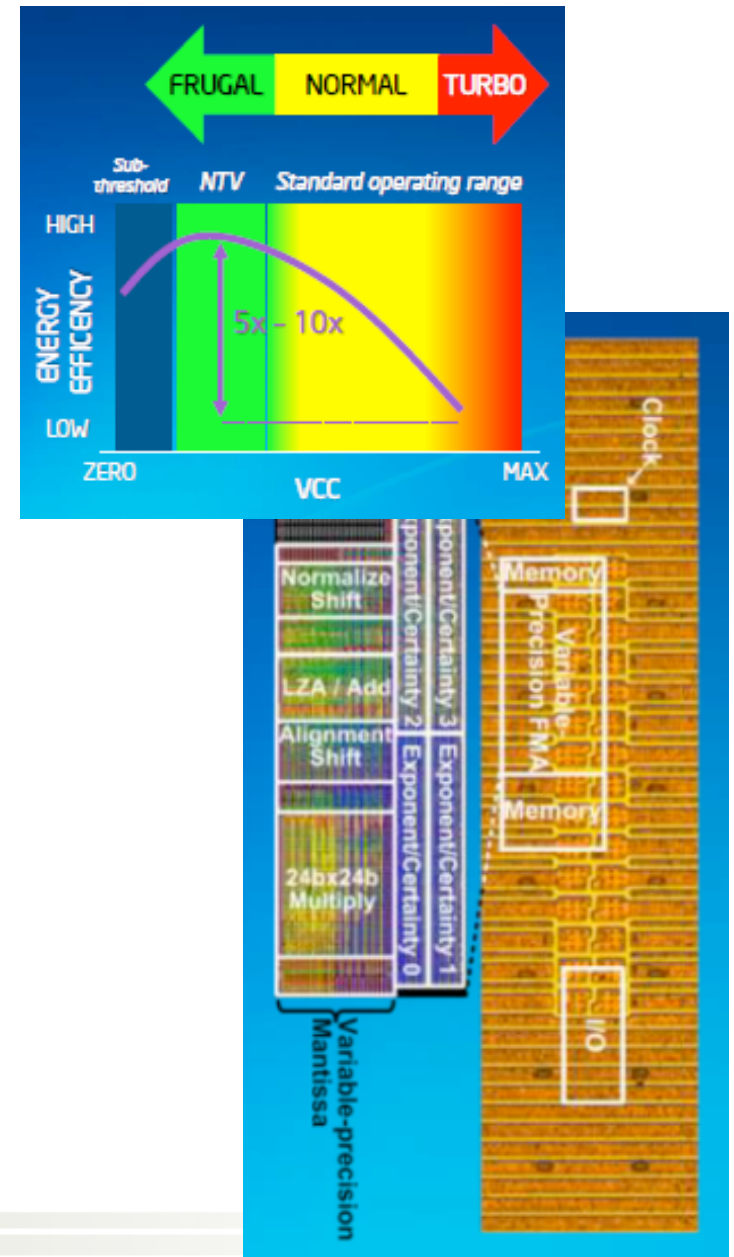 FRUGAL NORMAL TURBO
Sub-
threshold NTV Standard operating range
HIGH
ENERGY
EFFICENCY
5x - 10x
LOW
ZERO
VCC
MAX
Clock
Normalize
Shift
LZA / Add
Alignment
Shift
24bx24b
Multiply
xponent/Certainty 2
xponent/Certainty 3
Exponent/Certainty 0
Exponent/Certainty 1
Variable-precision
Mantissa
Memory
Variable-
Precision FMA
Memory
I/O